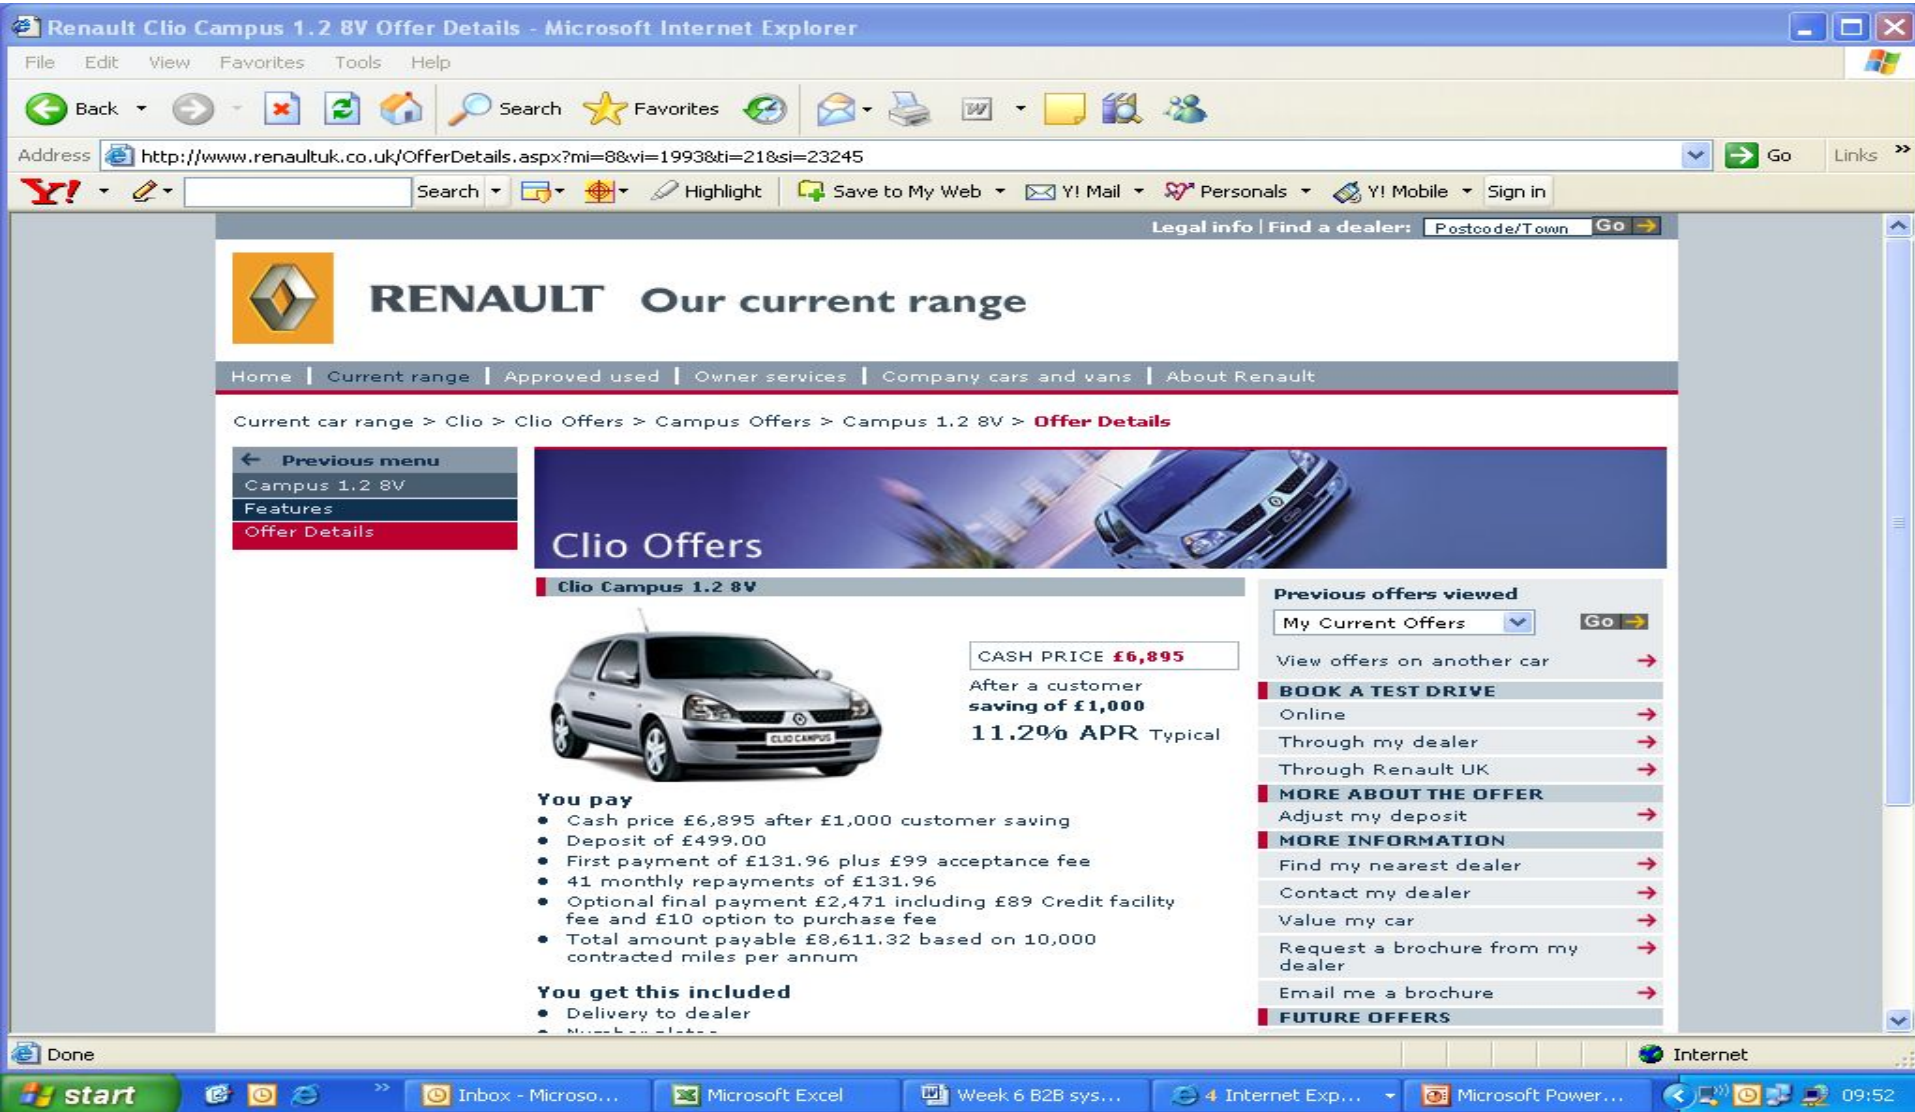 Renault Clio Campus 1.2 8V Offer Details - Microsoft Internet Explorer
File Edit View Favorites Tools Help
Back Search Favorites
Address http://www.renaultuk.co.uk/OfferDetails.aspx?mi=8&vi=1993&ti=21&si=23245 Go Links »
Y! Search Highlight Save to My Web Y! Mail Personals Y! Mobile Sign in
Legal info | Find a dealer: Postcode/Town Go
RENAULT Our current range
Home | Current range | Approved used | Owner services | Company cars and vans | About Renault
Current car range > Clio > Clio Offers > Campus Offers > Campus 1.2 8V > Offer Details
Previous menu
Campus 1.2 8V
Features
Offer Details
Clio Offers
Clio Campus 1.2 8V
CLIO CAMPUS
CASH PRICE £6,895
After a customer
saving of £1,000
11.2% APR Typical
You pay
Cash price £6,895 after £1,000 customer saving
Deposit of £499.00
First payment of £131.96 plus £99 acceptance fee
41 monthly repayments of £131.96
Optional final payment £2,471 including £89 Credit facility
fee and £10 option to purchase fee
Total amount payable £8,611.32 based on 10,000
contracted miles per annum
You get this included
Delivery to dealer
Previous offers viewed
My Current Offers Go
View offers on another car
BOOK A TEST DRIVE
Online
Through my dealer
Through Renault UK
MORE ABOUT THE OFFER
Adjust my deposit
MORE INFORMATION
Find my nearest dealer
Contact my dealer
Value my car
Request a brochure from my
dealer
Email me a brochure
FUTURE OFFERS
Done Internet
start » Inbox - Microso... Microsoft Excel Week 6 B2B sys... 4 Internet Exp... Microsoft Power... 09:52